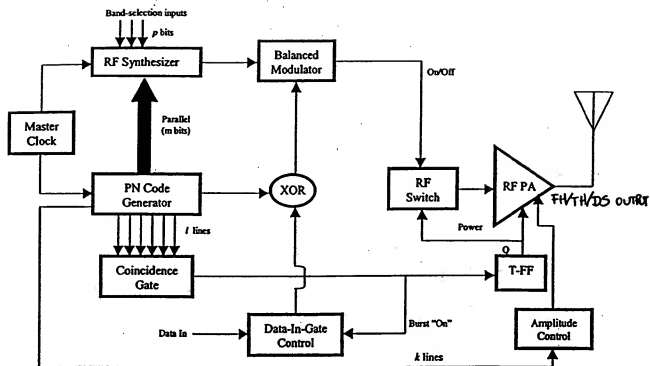 Band-selection inputs
p bits
RF Synthesizer
Balanced
Modulator
On/Off
Master
Clock
Parallel
(m bits)
PN Code
Generator
XOR
RF
Switch
RF PA
FH/TH/DS OUTPUT
Power
l lines
Q
Coincidence
Gate
T-FF
Data In
Data-In-Gate
Control
Burst "On"
Amplitude
Control
k lines